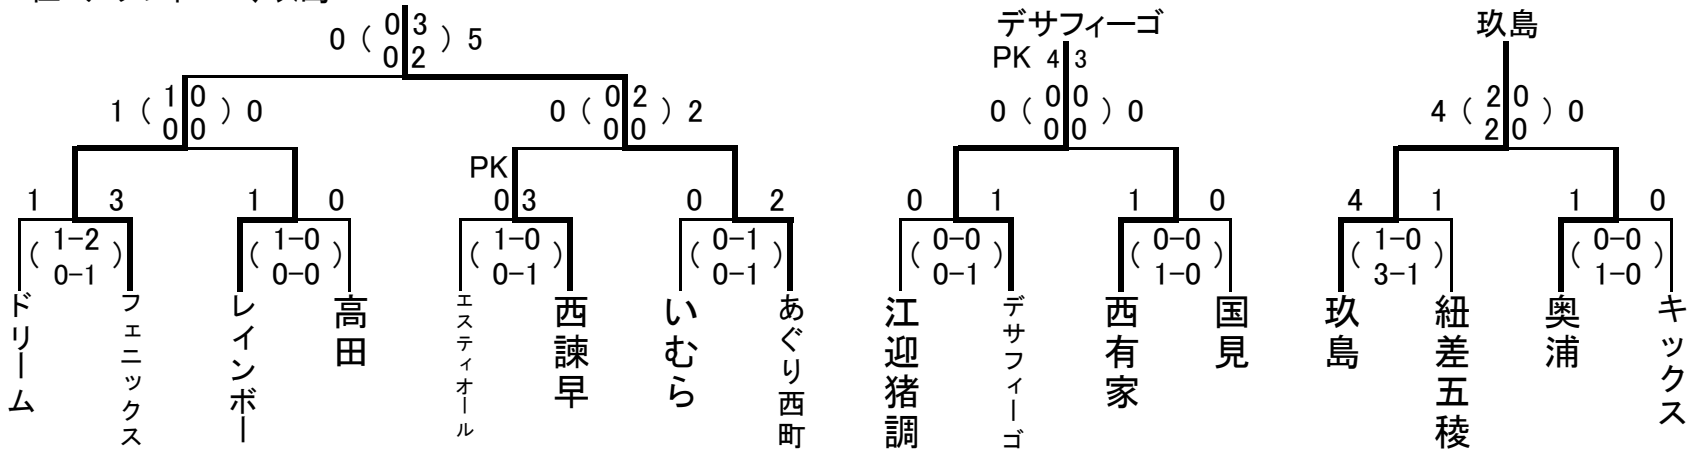 デサフィーゴ 玖島
0 ( 0 3 ) 5 PK 4 3
0 2
1 ( 1 0 ) 0 0 ( 0 2 ) 2 0 ( 0 0 ) 0 4 ( 2 0 ) 0
0 0 0 0 0 0 2 0
PK
1 3 1 0 0 3 0 2 0 1 1 0 4 1 1 0
( 1-2 ) ( 1-0 ) ( 1-0 ) ( 0-1 ) ( 0-0 ) ( 0-0 ) ( 1-0 ) ( 0-0 )
0-1 0-0 0-1 0-1 0-1 1-0 3-1 1-0
ドリーム
フェニックス
レインボー
高田
エスティオール
西諫早
いむら
あぐり西町
江迎猪調
デサフィーゴ
西有家
国見
玖島
紐差五稜
奥浦
キックス